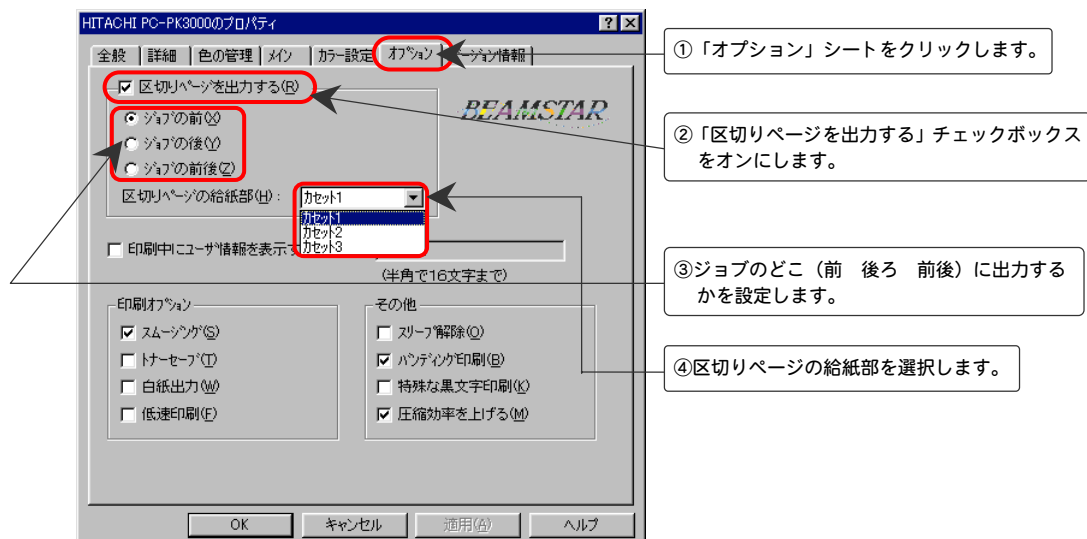 HITACHI PC-PK3000のプロパティ
全般 詳細 色の管理 メイン カラー設定 オプション バージョン情報
区切りページを出力する(R)
BEAMSTAR
ジョブの前(X)
ジョブの後(Y)
ジョブの前後(Z)
区切りページの給紙部(H): カセット1
カセット1
カセット2
カセット3
印刷中にユーザ情報を表示す
(半角で16文字まで)
印刷オプション
スムージング(S)
トナーセーブ(T)
白紙出力(W)
低速印刷(F)
その他
スリープ解除(O)
バンディング印刷(B)
特殊な黒文字印刷(K)
圧縮効率を上げる(M)
OK キャンセル 適用(A) ヘルプ
①「オプション」シートをクリックします。
②「区切りページを出力する」チェックボックス
をオンにします。
③ジョブのどこ（前 後ろ 前後）に出力する
かを設定します。
④区切りページの給紙部を選択します。